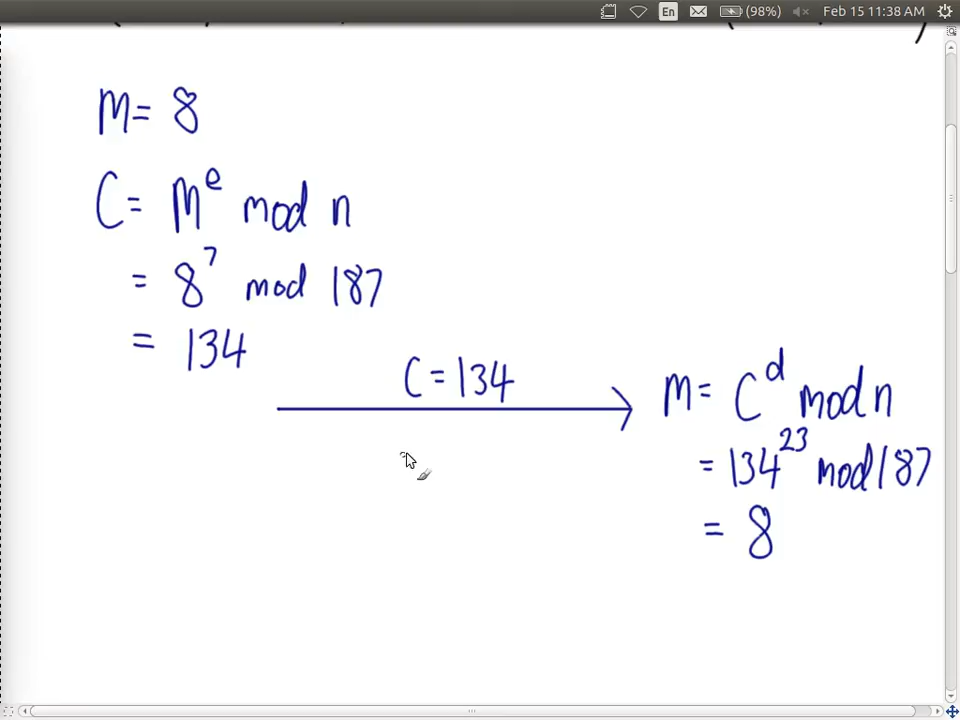 En (98%) Feb 15 11:38 AM
M = 8
C = M^e mod n
= 8^7 mod 187
= 134
C = 134
M = C^d mod n
= 134^23 mod 187
= 8